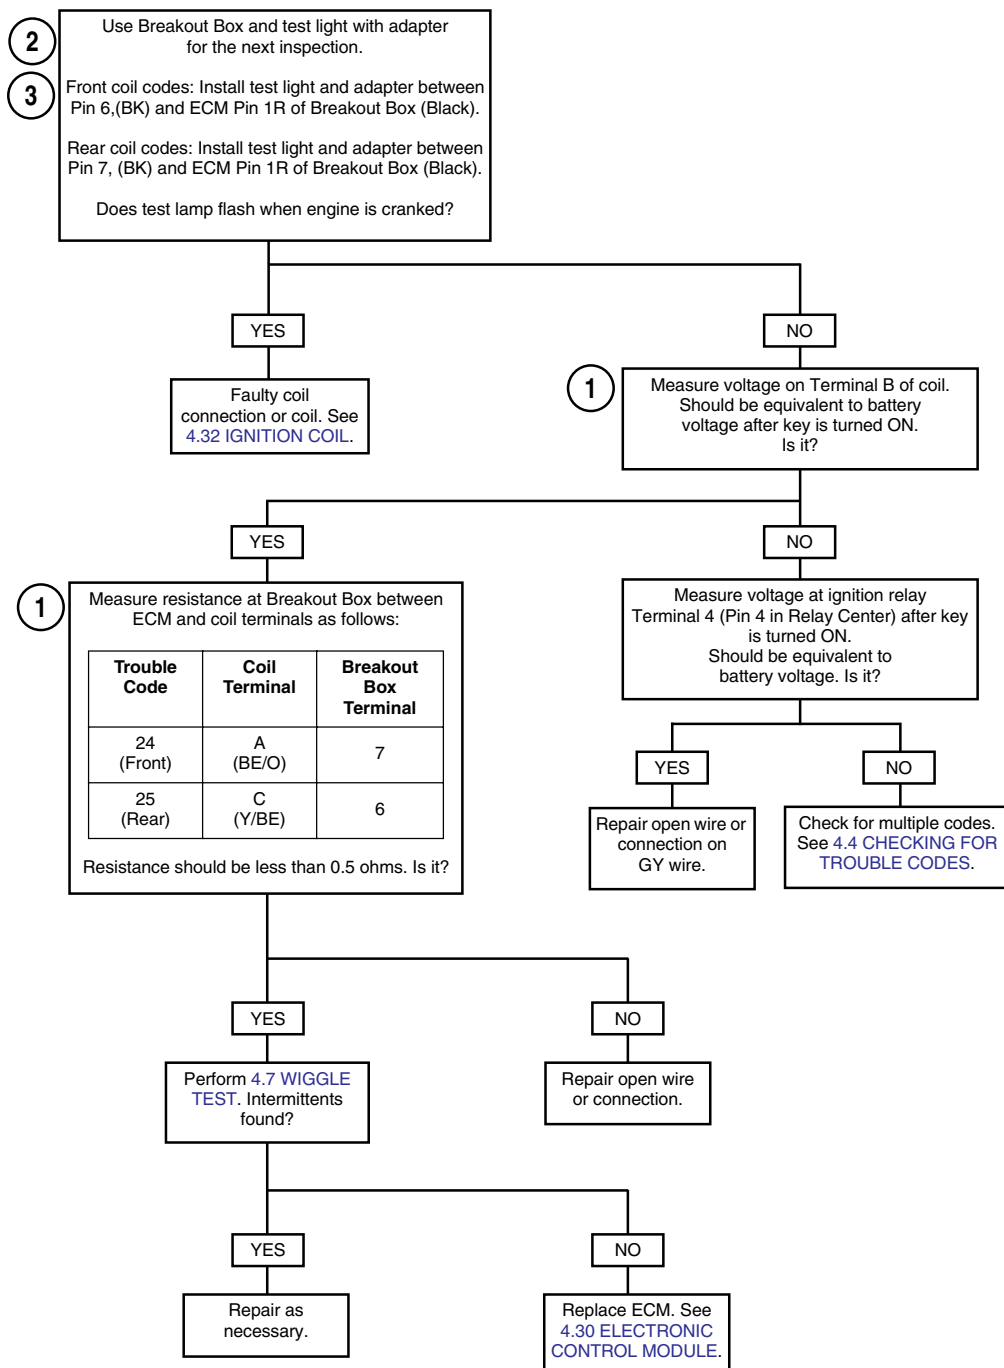 2
Use Breakout Box and test light with adapter
for the next inspection.
3
Front coil codes: Install test light and adapter between
Pin 6,(BK) and ECM Pin 1R of Breakout Box (Black).
Rear coil codes: Install test light and adapter between
Pin 7, (BK) and ECM Pin 1R of Breakout Box (Black).
Does test lamp flash when engine is cranked?
YES
NO
Faulty coil
connection or coil. See
4.32 IGNITION COIL.
1
Measure voltage on Terminal B of coil.
Should be equivalent to battery
voltage after key is turned ON.
Is it?
YES
NO
1
Measure resistance at Breakout Box between
ECM and coil terminals as follows:
Trouble Code
Coil Terminal
Breakout Box Terminal
24 (Front)
A (BE/O)
7
25 (Rear)
C (Y/BE)
6
Resistance should be less than 0.5 ohms. Is it?
Measure voltage at ignition relay
Terminal 4 (Pin 4 in Relay Center) after key
is turned ON.
Should be equivalent to
battery voltage. Is it?
YES
NO
Repair open wire or
connection on
GY wire.
Check for multiple codes.
See 4.4 CHECKING FOR
TROUBLE CODES.
YES
NO
Perform 4.7 WIGGLE
TEST. Intermittents
found?
Repair open wire
or connection.
YES
NO
Repair as
necessary.
Replace ECM. See
4.30 ELECTRONIC
CONTROL MODULE.